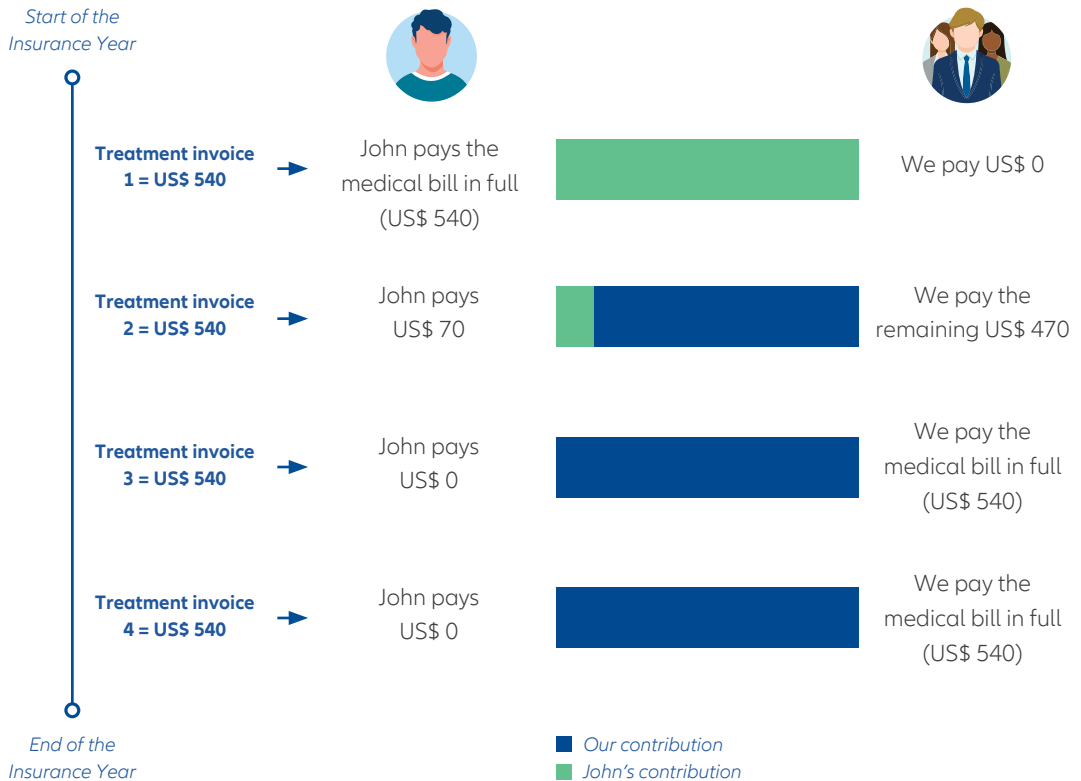 Start of the
Insurance Year
Treatment invoice
1 = US$ 540
John pays the
medical bill in full
(US$ 540)
We pay US$ 0
Treatment invoice
2 = US$ 540
John pays
US$ 70
We pay the
remaining US$ 470
Treatment invoice
3 = US$ 540
John pays
US$ 0
We pay the
medical bill in full
(US$ 540)
Treatment invoice
4 = US$ 540
John pays
US$ 0
We pay the
medical bill in full
(US$ 540)
End of the
Insurance Year
Our contribution
John’s contribution